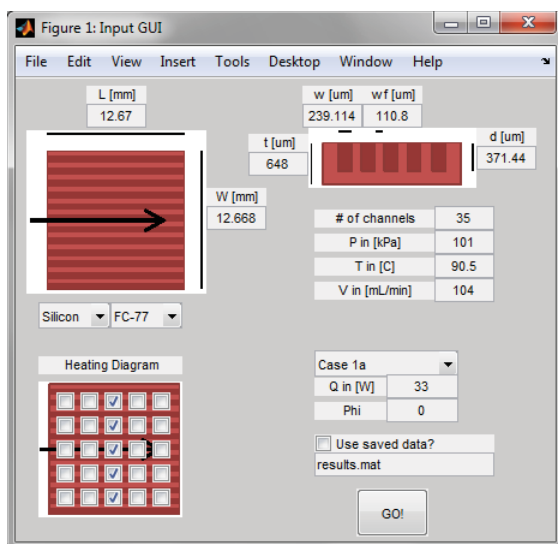 Figure 1: Input GUI
File Edit View Insert Tools Desktop Window Help
L [mm]
12.67
w [um] wf [um]
239.114 110.8
t [um]
648
d [um]
371.44
W [mm]
12.668
# of channels 35
P in [kPa] 101
T in [C] 90.5
V in [mL/min] 104
Silicon FC-77
Heating Diagram
Case 1a
Q in [W] 33
Phi 0
Use saved data?
results.mat
GO!